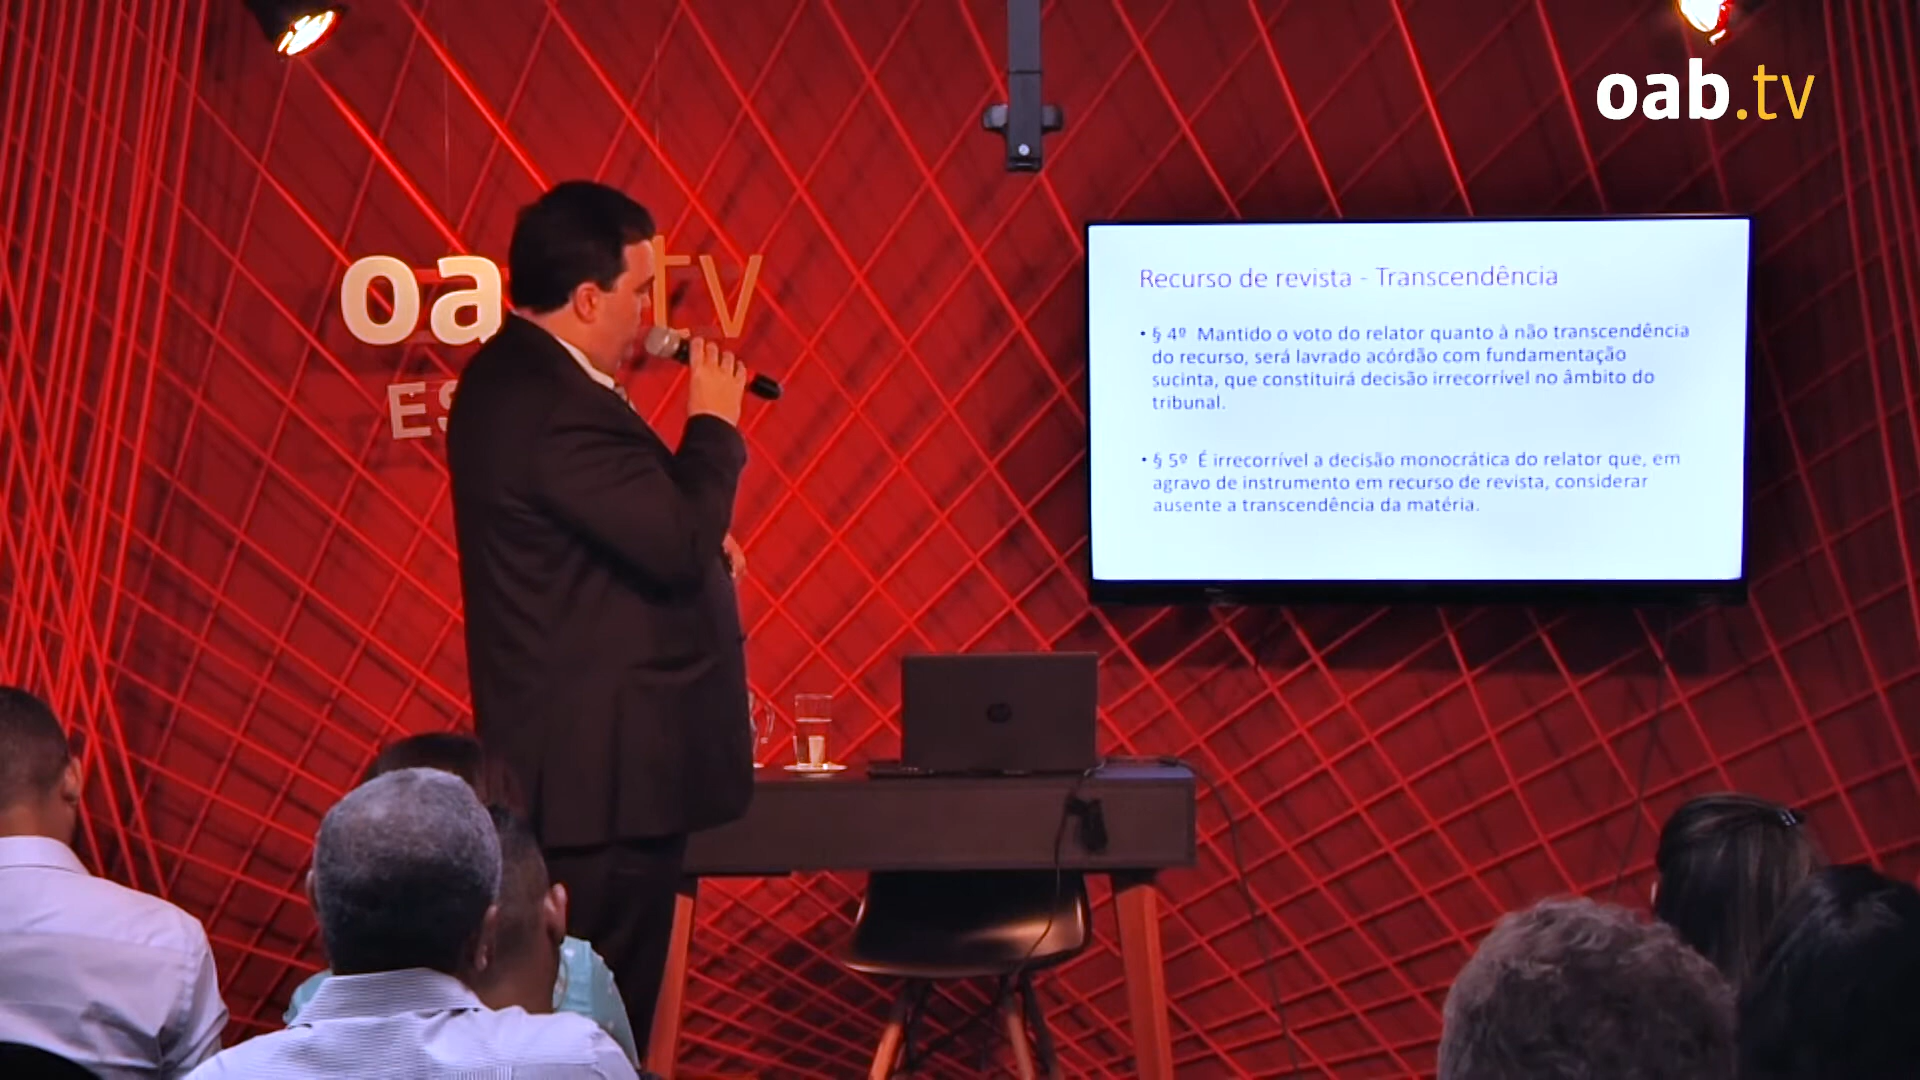 oab.tv
oa tv
ES
Recurso de revista - Transcendência
• § 4º Mantido o voto do relator quanto à não transcendência
do recurso, será lavrado acórdão com fundamentação
sucinta, que constituirá decisão irrecorrível no âmbito do
tribunal.
• § 5º É irrecorrível a decisão monocrática do relator que, em
agravo de instrumento em recurso de revista, considerar
ausente a transcendência da matéria.
hp